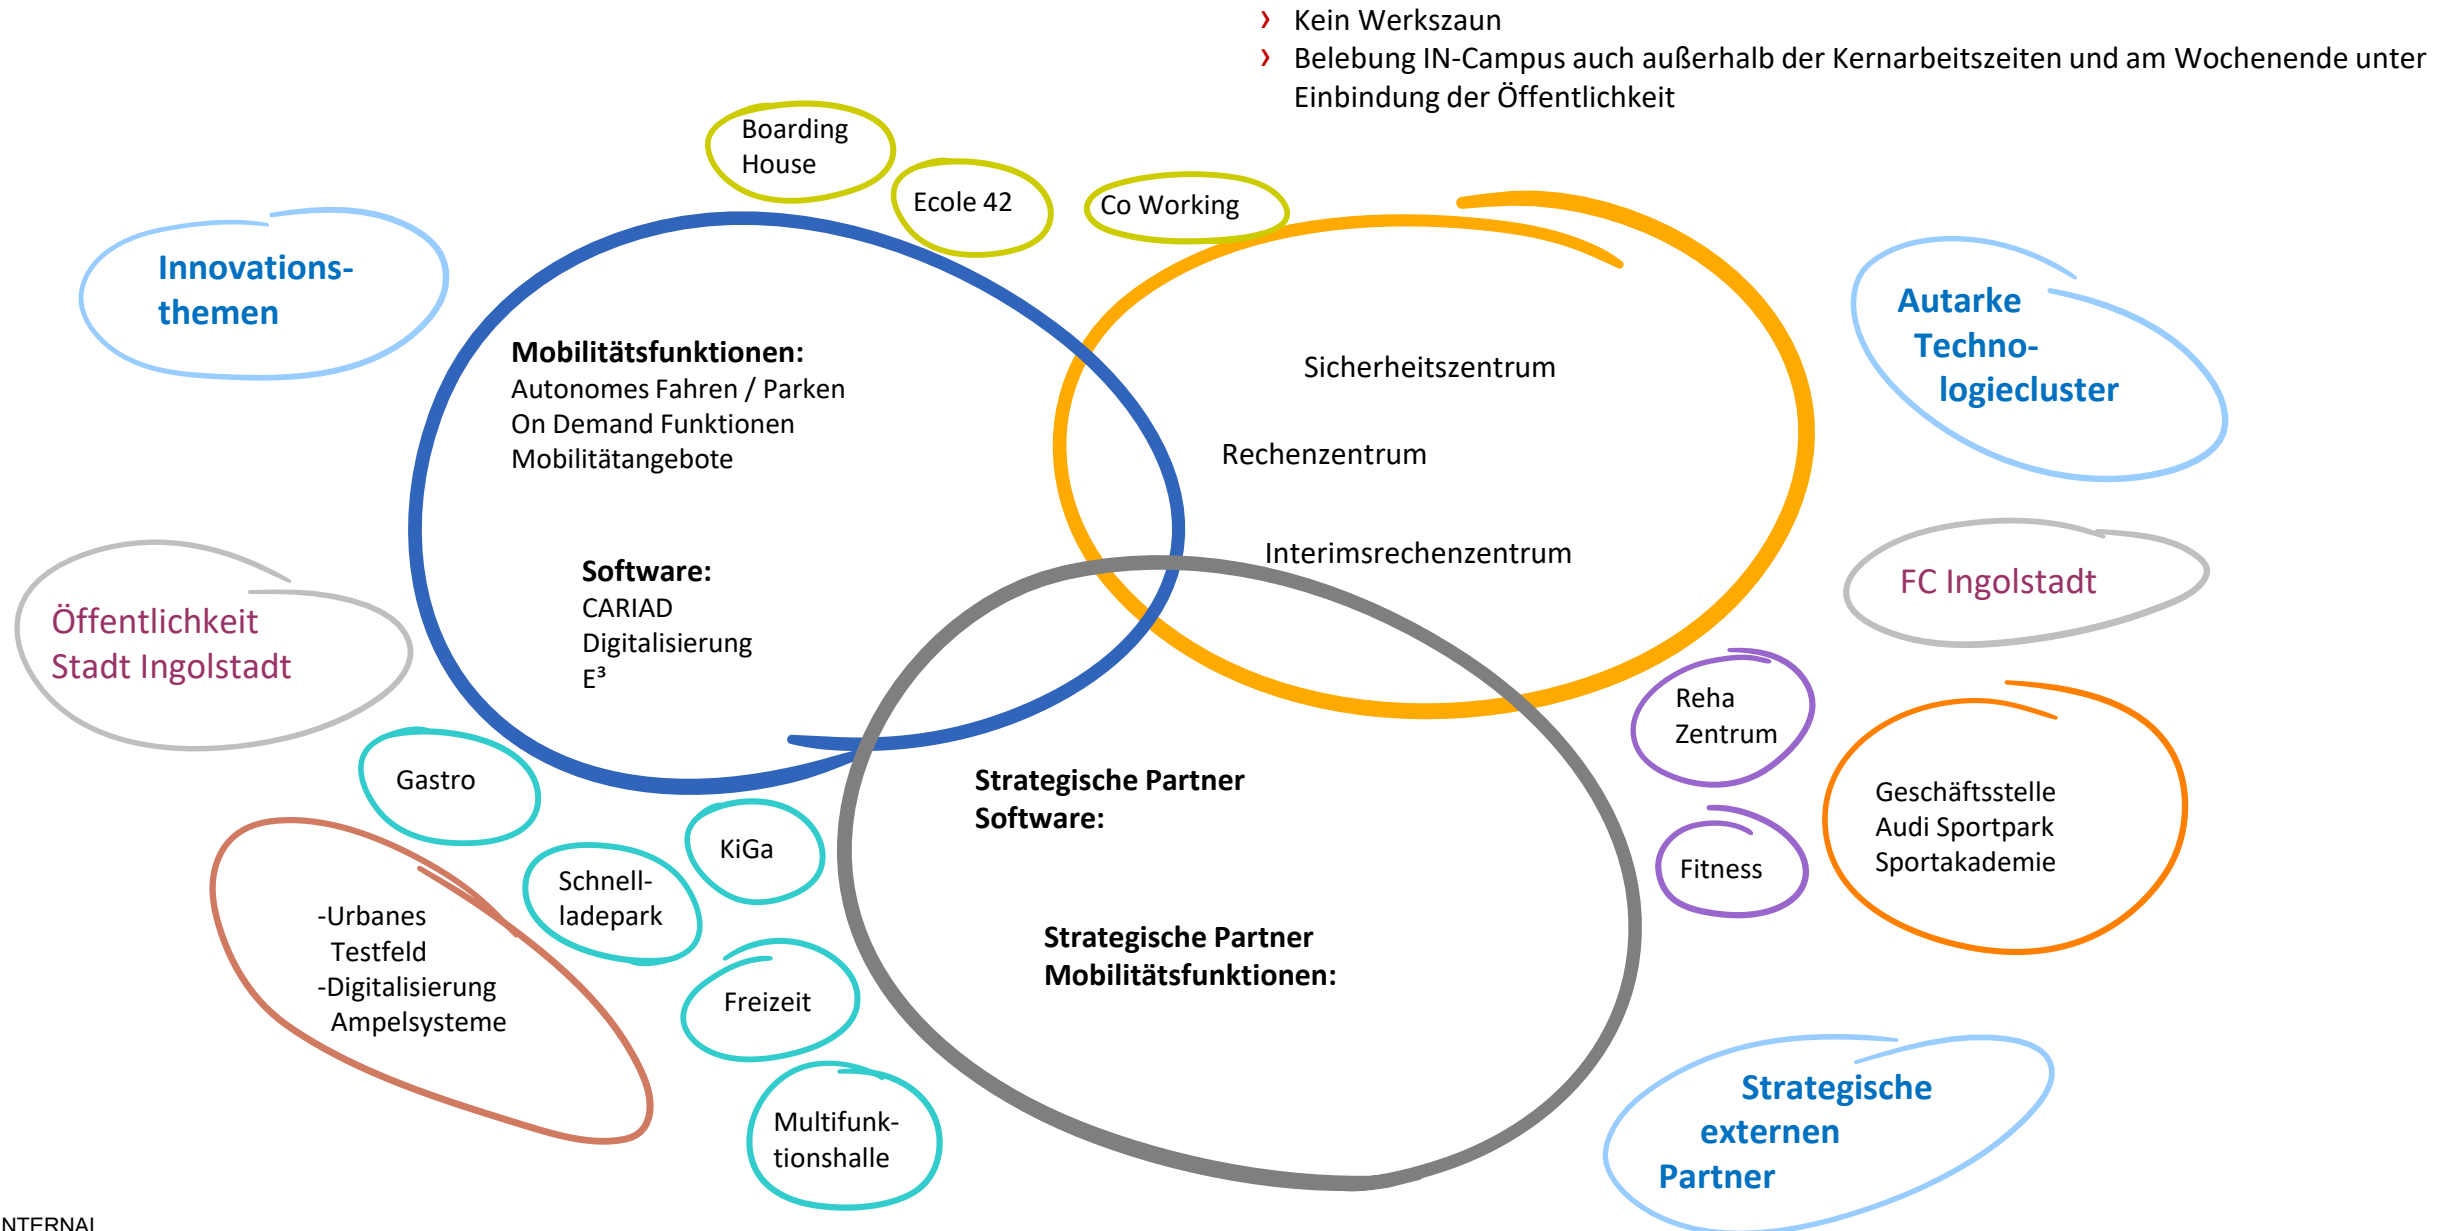 › Kein Werkszaun
› Belebung IN-Campus auch außerhalb der Kernarbeitszeiten und am Wochenende unter
Einbindung der Öffentlichkeit
Boarding
House
Ecole 42
Co Working
Innovations-
themen
Mobilitätsfunktionen:
Autonomes Fahren / Parken
On Demand Funktionen
Mobilitätangebote
Software:
CARIAD
Digitalisierung
E³
Sicherheitszentrum
Rechenzentrum
Interimsrechenzentrum
Autarke
Techno-
logiecluster
Öffentlichkeit
Stadt Ingolstadt
FC Ingolstadt
Reha
Zentrum
Fitness
Geschäftsstelle
Audi Sportpark
Sportakademie
Gastro
KiGa
Schnell-
ladepark
Freizeit
Multifunk-
tionshalle
-Urbanes
Testfeld
-Digitalisierung
Ampelsysteme
Strategische Partner
Software:
Strategische Partner
Mobilitätsfunktionen:
Strategische
externen
Partner
NTERNAL